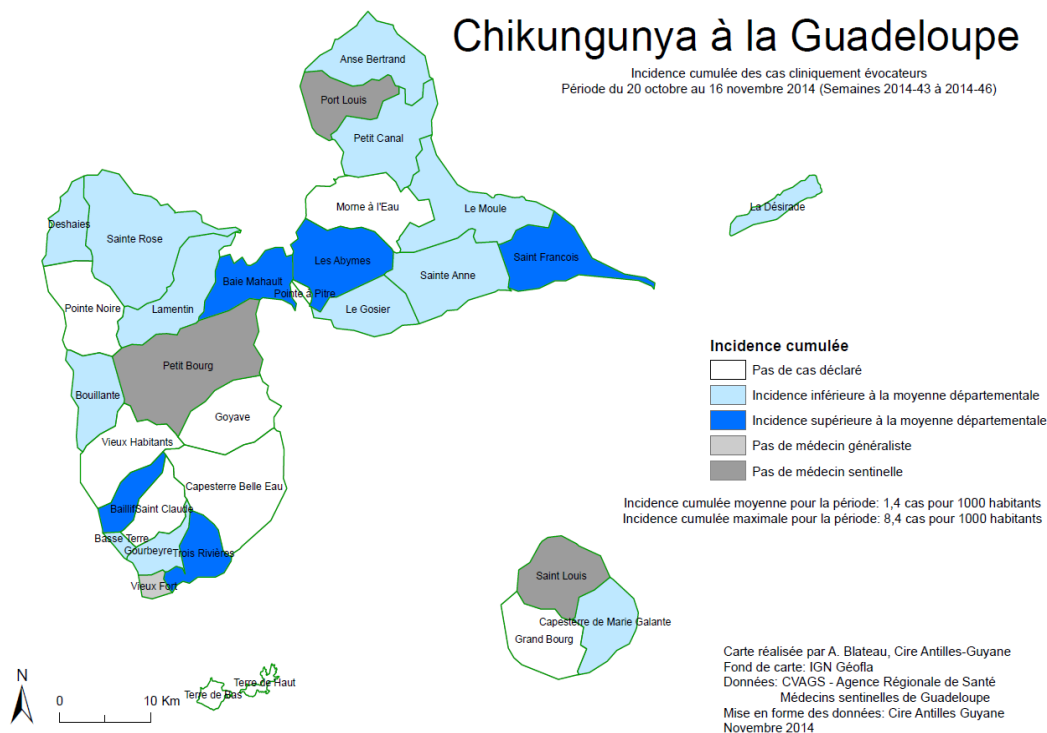 Chikungunya à la Guadeloupe
Incidence cumulée des cas cliniquement évocateurs
Période du 20 octobre au 16 novembre 2014 (Semaines 2014-43 à 2014-46)
Anse Bertrand
Port Louis
Petit Canal
Morne à l'Eau
Le Moule
La Désirade
Deshaies
Sainte Rose
Les Abymes
Saint Francois
Sainte Anne
Baie Mahault
Pointe à Pitre
Pointe Noire
Lamentin
Le Gosier
Petit Bourg
Bouillante
Goyave
Vieux Habitants
Capesterre Belle Eau
Baillif
Saint Claude
Basse Terre
Gourbeyre
Trois Rivières
Vieux Fort
Incidence cumulée
Pas de cas déclaré
Incidence inférieure à la moyenne départementale
Incidence supérieure à la moyenne départementale
Pas de médecin généraliste
Pas de médecin sentinelle
Incidence cumulée moyenne pour la période: 1,4 cas pour 1000 habitants
Incidence cumulée maximale pour la période: 8,4 cas pour 1000 habitants
Saint Louis
Capesterre de Marie Galante
Grand Bourg
Terre de Haut
Terre de Bas
N
0 10 Km
Carte réalisée par A. Blateau, Cire Antilles-Guyane
Fond de carte: IGN Géofla
Données: CVAGS - Agence Régionale de Santé
Médecins sentinelles de Guadeloupe
Mise en forme des données: Cire Antilles Guyane
Novembre 2014